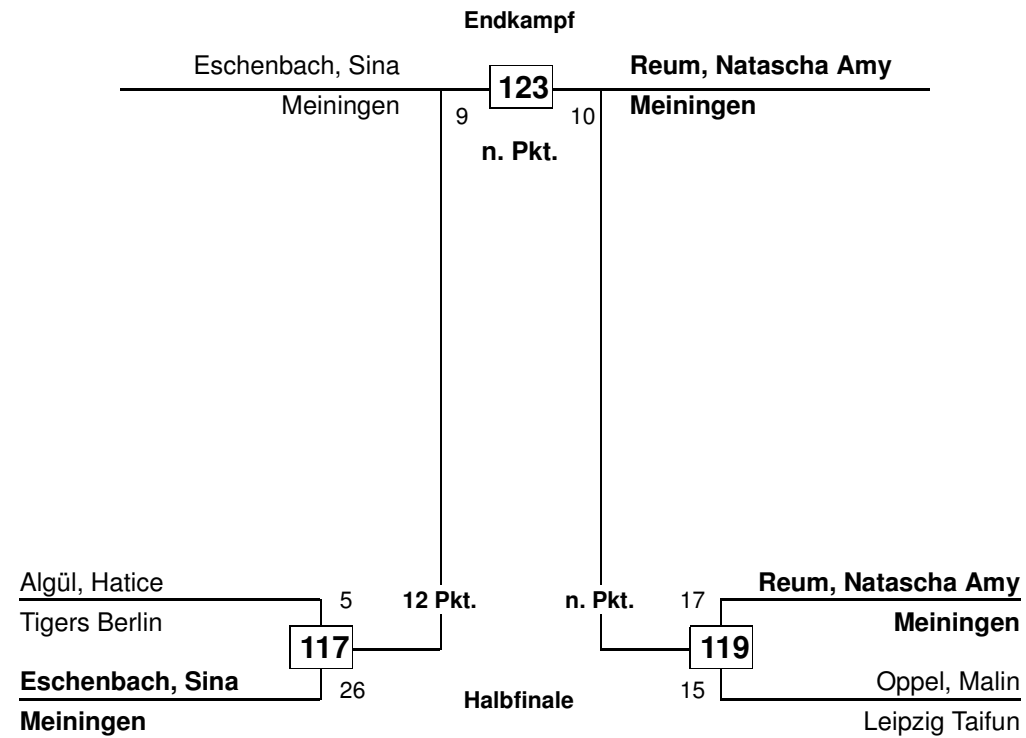 Endkampf
Eschenbach, Sina
Meiningen
123
Reum, Natascha Amy
Meiningen
9
10
n. Pkt.
Algül, Hatice
Tigers Berlin
5
12 Pkt.
117
Eschenbach, Sina
Meiningen
26
Halbfinale
n. Pkt.
17
Reum, Natascha Amy
Meiningen
119
15
Oppel, Malin
Leipzig Taifun